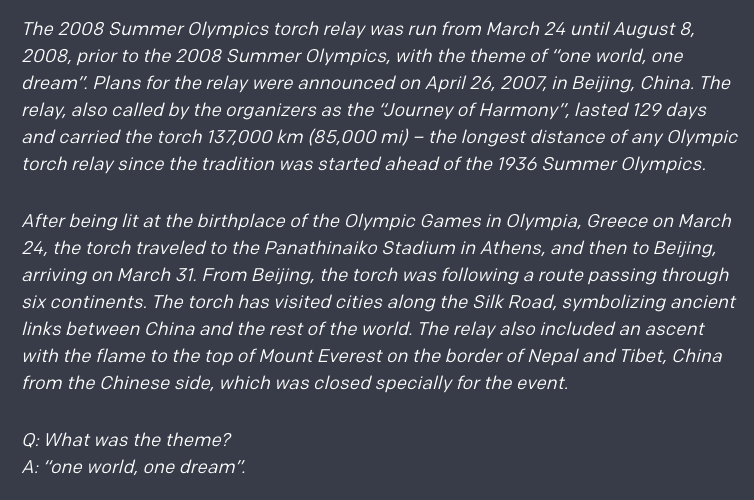 The 2008 Summer Olympics torch relay was run from March 24 until August 8,
2008, prior to the 2008 Summer Olympics, with the theme of “one world, one
dream”. Plans for the relay were announced on April 26, 2007, in Beijing, China. The
relay, also called by the organizers as the “Journey of Harmony”, lasted 129 days
and carried the torch 137,000 km (85,000 mi) – the longest distance of any Olympic
torch relay since the tradition was started ahead of the 1936 Summer Olympics.

After being lit at the birthplace of the Olympic Games in Olympia, Greece on March
24, the torch traveled to the Panathinaiko Stadium in Athens, and then to Beijing,
arriving on March 31. From Beijing, the torch was following a route passing through
six continents. The torch has visited cities along the Silk Road, symbolizing ancient
links between China and the rest of the world. The relay also included an ascent
with the flame to the top of Mount Everest on the border of Nepal and Tibet, China
from the Chinese side, which was closed specially for the event.

Q: What was the theme?
A: “one world, one dream”.